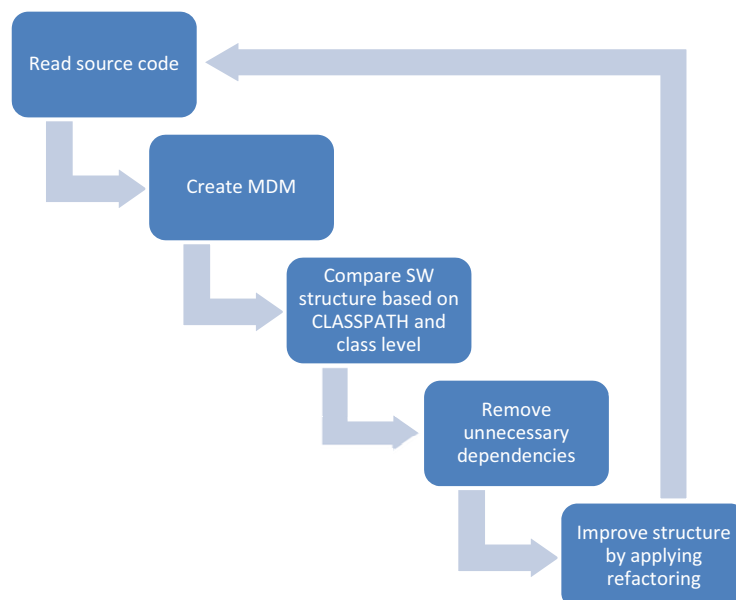 Read source code
Create MDM
Compare SW
structure based on
CLASSPATH and
class level
Remove
unnecessary
dependencies
Improve structure
by applying
refactoring